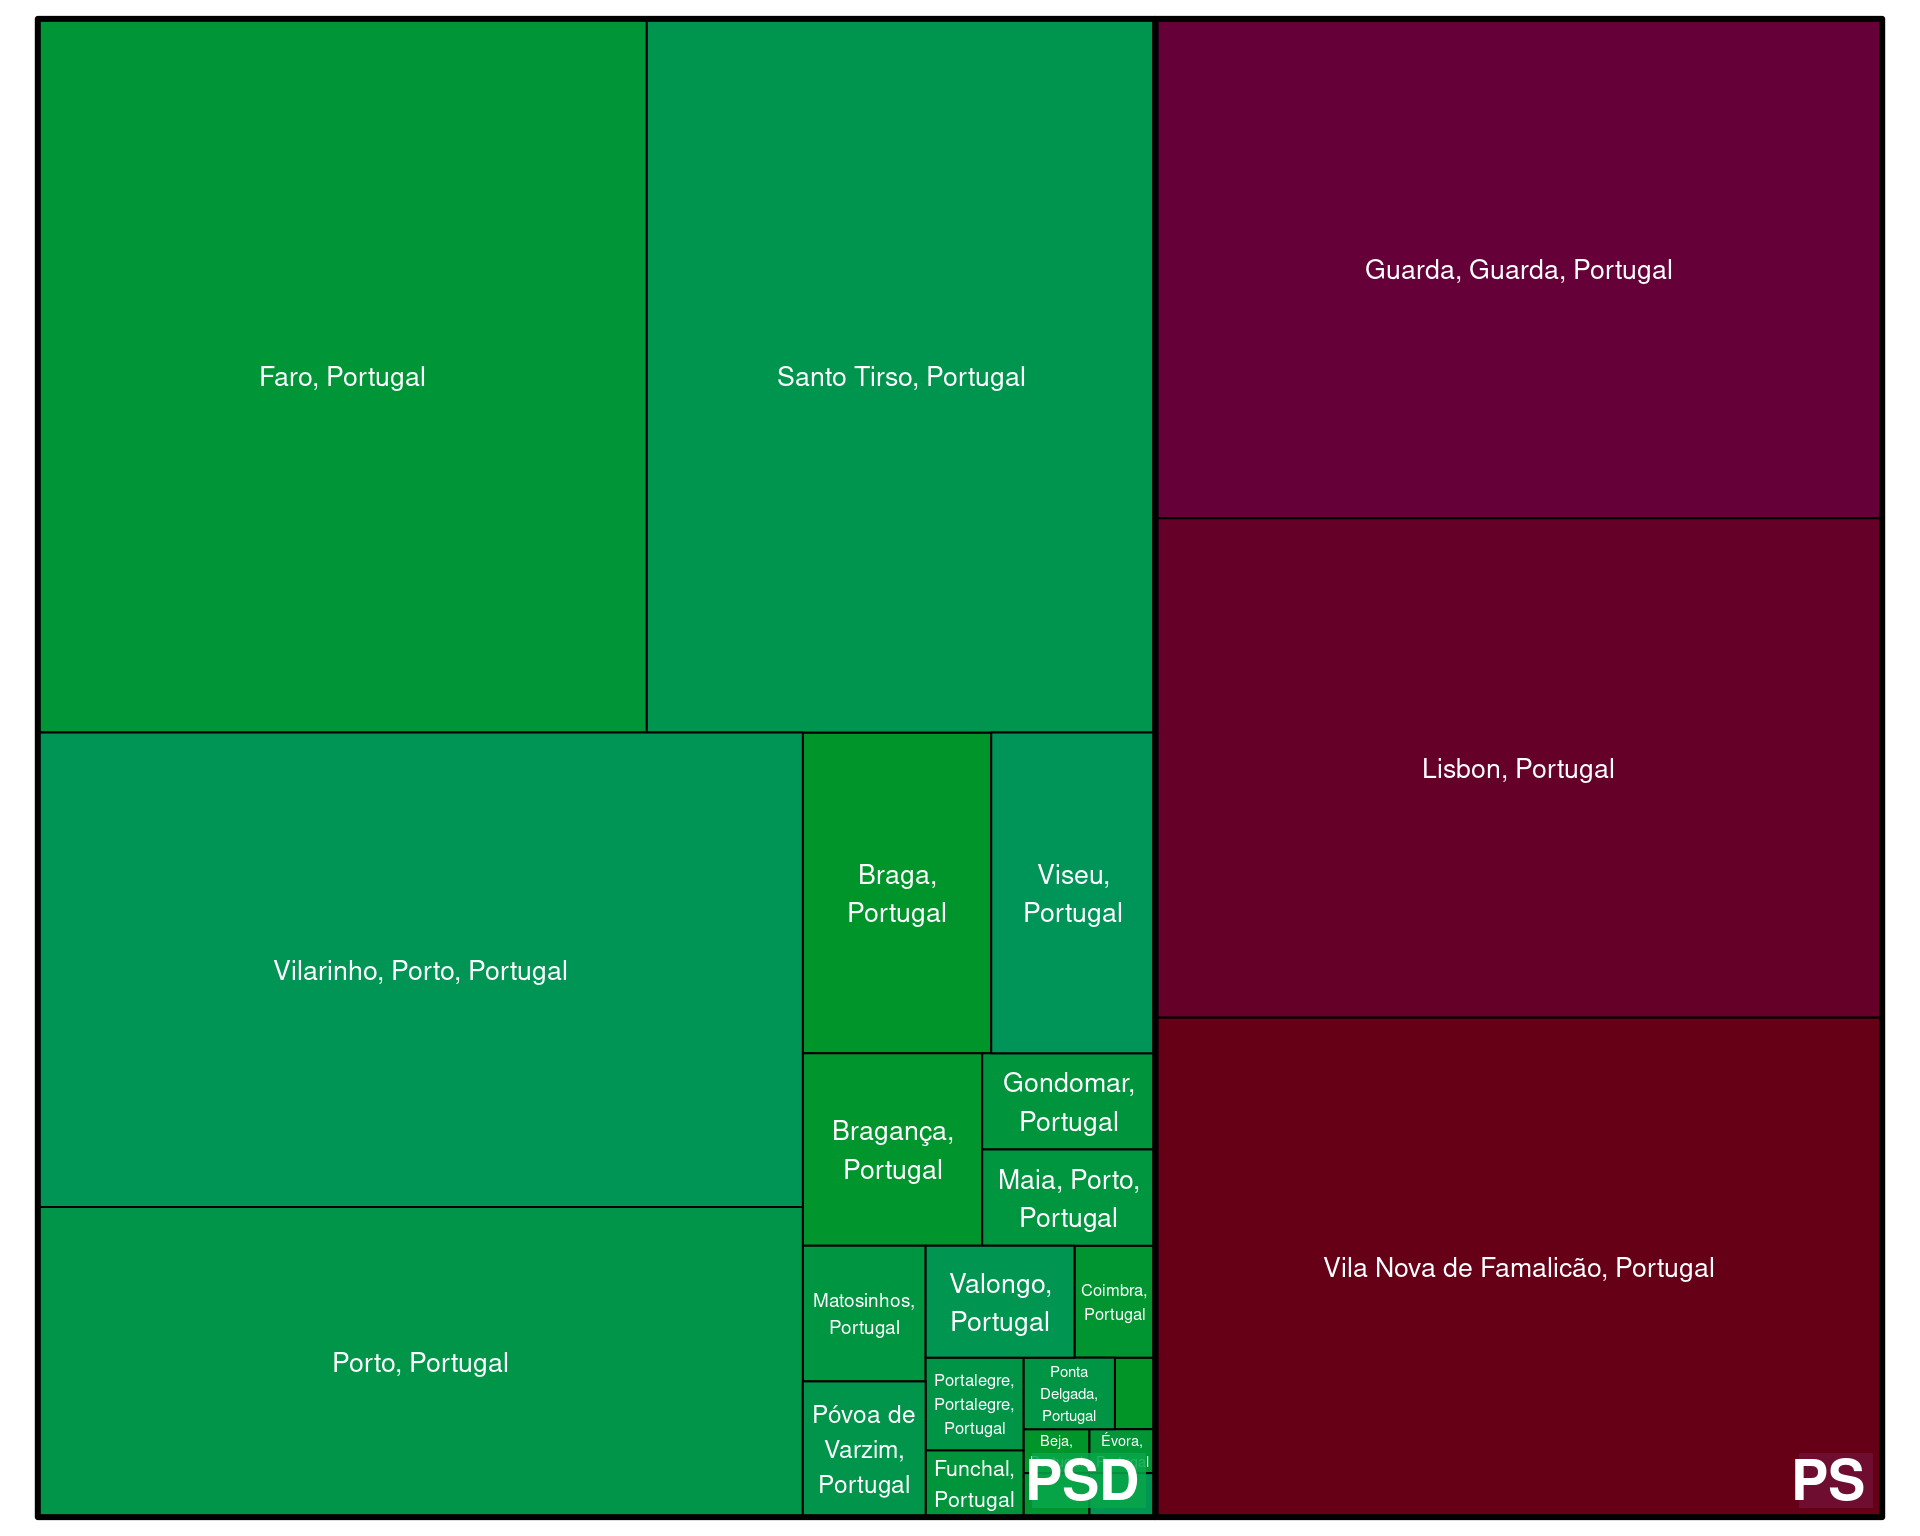 Faro, Portugal
Santo Tirso, Portugal
Guarda, Guarda, Portugal
Lisbon, Portugal
Vilarinho, Porto, Portugal
Braga,
Portugal
Viseu,
Portugal
Bragança,
Portugal
Gondomar,
Portugal
Maia, Porto,
Portugal
Vila Nova de Famalicão, Portugal
Porto, Portugal
Matosinhos,
Portugal
Valongo,
Portugal
Coimbra,
Portugal
Póvoa de
Varzim,
Portugal
Portalegre,
Portalegre,
Portugal
Ponta
Delgada,
Portugal
Funchal,
Portugal
Beja,
Évora,
PSD
PS